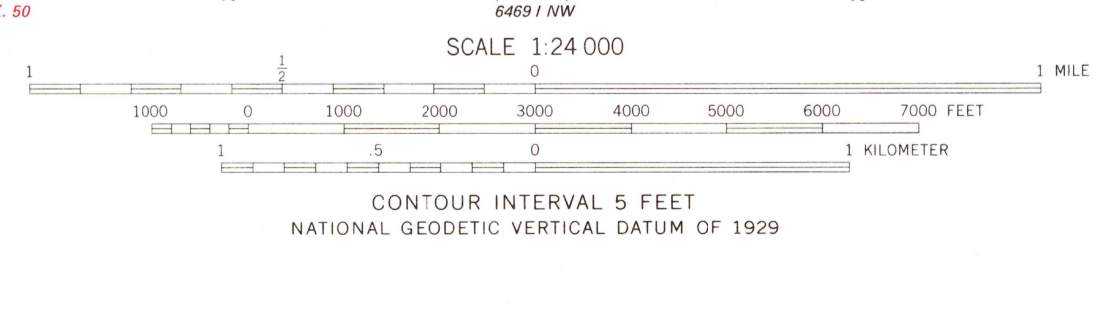 . 50
6469 I NW
SCALE 1:24 000
1 1/2 0 1 MILE
1000 0 1000 2000 3000 4000 5000 6000 7000 FEET
1 .5 0 1 KILOMETER
CONTOUR INTERVAL 5 FEET
NATIONAL GEODETIC VERTICAL DATUM OF 1929